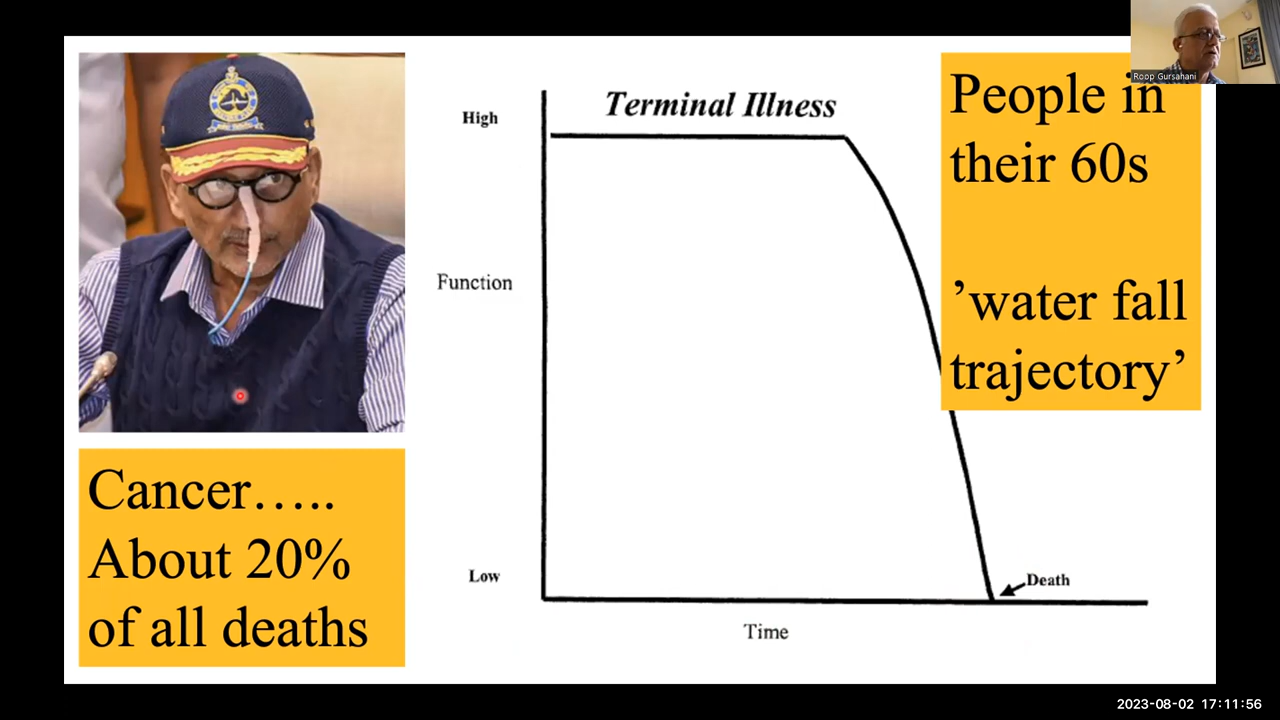 Roop Gursahani
Terminal Illness
High
Function
Low
Death
Time
People in
their 60s
’water fall
trajectory’
Cancer…..
About 20%
of all deaths
2023-08-02 17:11:56